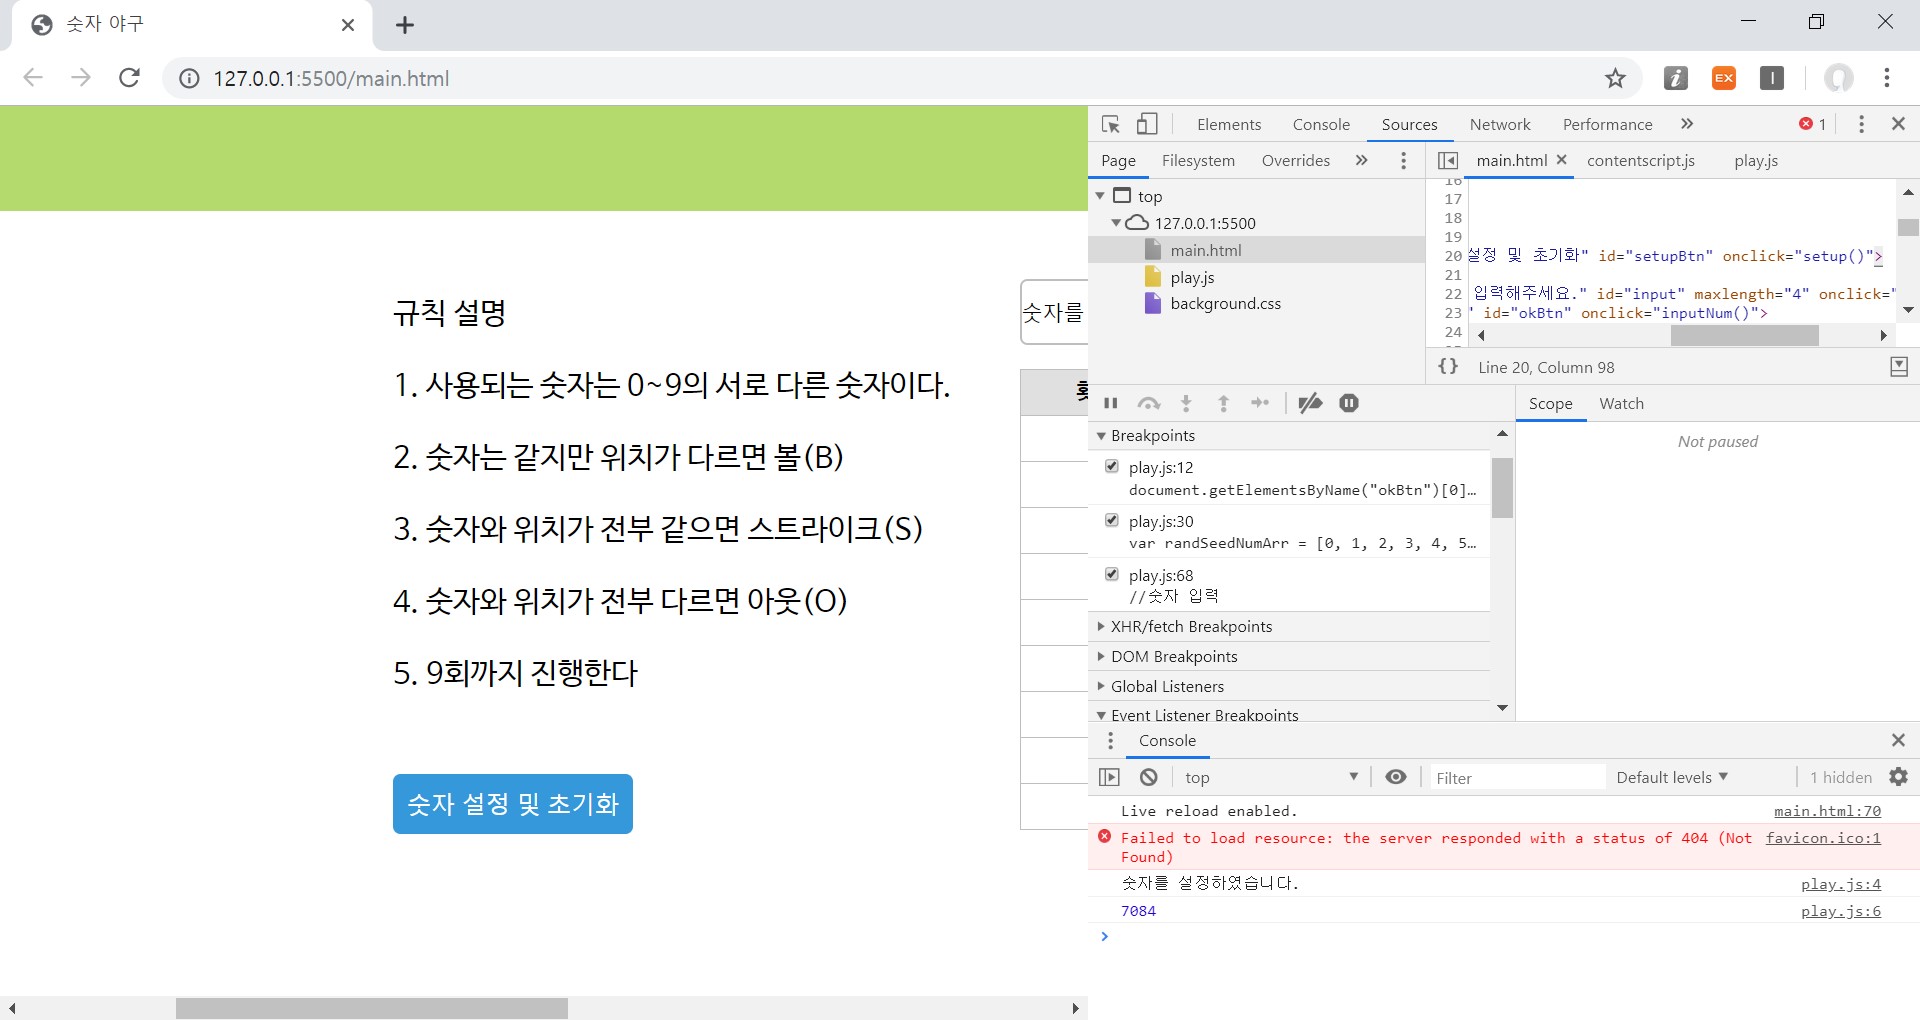 숫자 야구
127.0.0.1:5500/main.html
EX
규칙 설명
1. 사용되는 숫자는 0~9의 서로 다른 숫자이다.
2. 숫자는 같지만 위치가 다르면 볼(B)
3. 숫자와 위치가 전부 같으면 스트라이크(S)
4. 숫자와 위치가 전부 다르면 아웃(O)
5. 9회까지 진행한다
숫자 설정 및 초기화
숫자를
Elements Console Sources Network Performance » 1
Page Filesystem Overrides »
main.html contentscript.js play.js
top
127.0.0.1:5500
main.html
play.js
background.css
16
17
18
19
20 설정 및 초기화" id="setupBtn" onclick="setup()">
21
22 입력해주세요." id="input" maxlength="4" onclick="
23 " id="okBtn" onclick="inputNum()">
24
{} Line 20, Column 98
Scope Watch
Not paused
Breakpoints
play.js:12
document.getElementsByName("okBtn")[0]…
play.js:30
var randSeedNumArr = [0, 1, 2, 3, 4, 5…
play.js:68
//숫자 입력
XHR/fetch Breakpoints
DOM Breakpoints
Global Listeners
Event Listener Breakpoints
Console
top Filter Default levels 1 hidden
Live reload enabled. main.html:70
Failed to load resource: the server responded with a status of 404 (Not favicon.ico:1
Found)
숫자를 설정하였습니다. play.js:4
7084 play.js:6